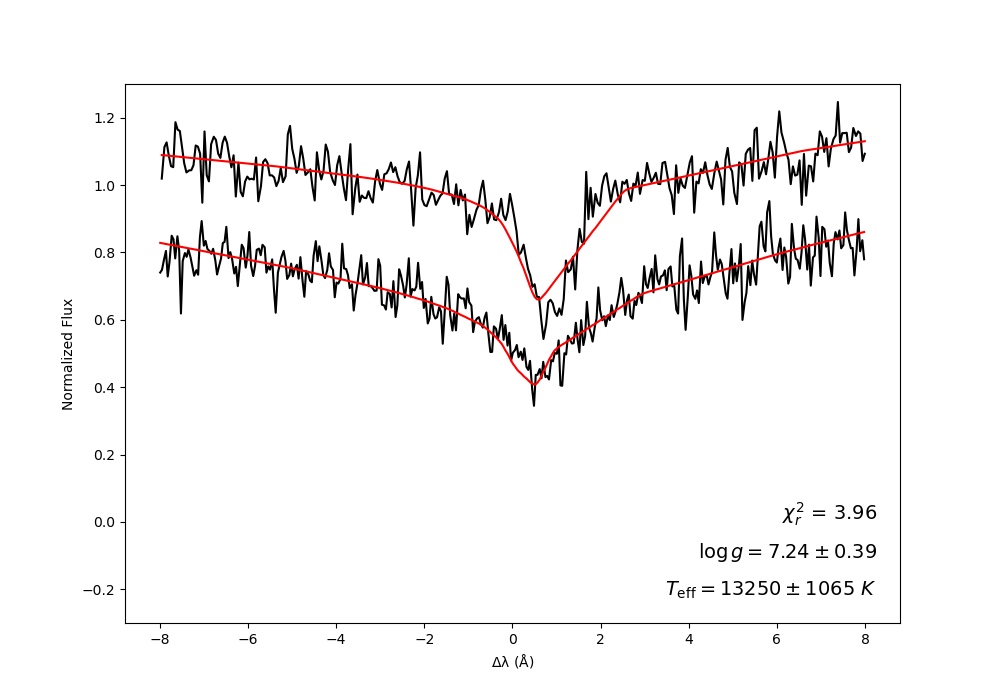 1.2
1.0
0.8
0.6
0.4
0.2
0.0
−0.2
Normalized Flux
χ²ᵣ = 3.96
log g = 7.24 ± 0.39
T_eff = 13250 ± 1065 K
−8 −6 −4 −2 0 2 4 6 8
Δλ (Å)